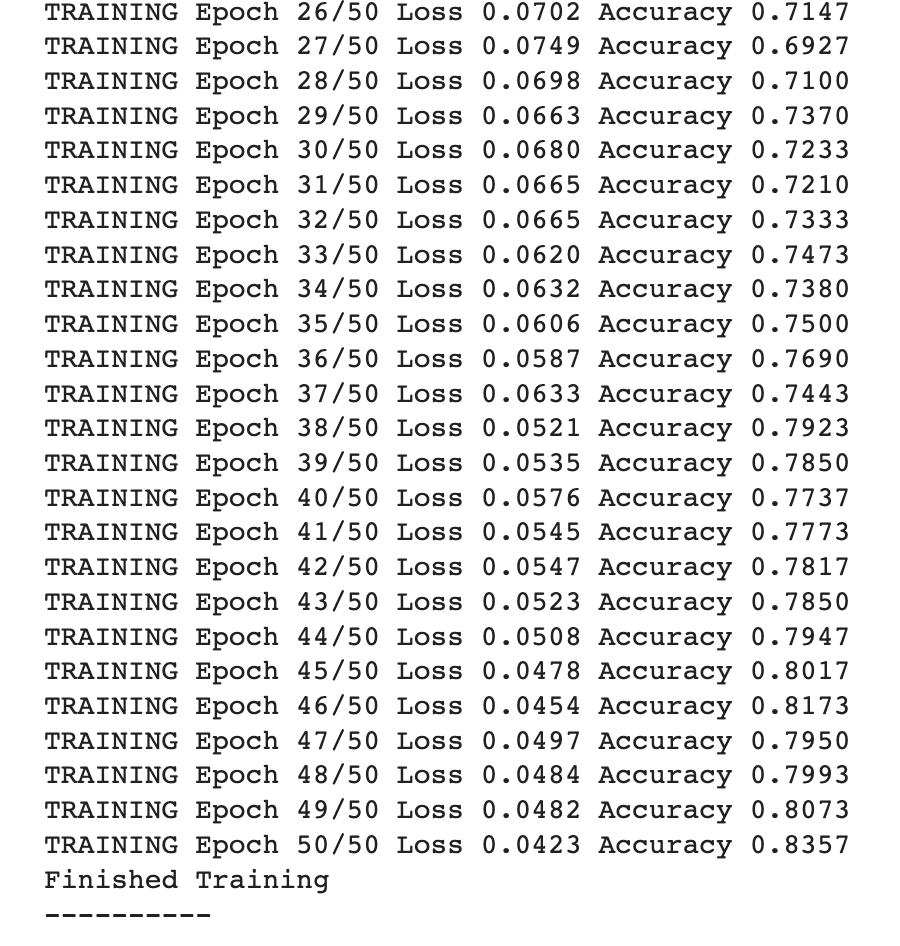 TRAINING Epoch 26/50 Loss 0.0702 Accuracy 0.7147
TRAINING Epoch 27/50 Loss 0.0749 Accuracy 0.6927
TRAINING Epoch 28/50 Loss 0.0698 Accuracy 0.7100
TRAINING Epoch 29/50 Loss 0.0663 Accuracy 0.7370
TRAINING Epoch 30/50 Loss 0.0680 Accuracy 0.7233
TRAINING Epoch 31/50 Loss 0.0665 Accuracy 0.7210
TRAINING Epoch 32/50 Loss 0.0665 Accuracy 0.7333
TRAINING Epoch 33/50 Loss 0.0620 Accuracy 0.7473
TRAINING Epoch 34/50 Loss 0.0632 Accuracy 0.7380
TRAINING Epoch 35/50 Loss 0.0606 Accuracy 0.7500
TRAINING Epoch 36/50 Loss 0.0587 Accuracy 0.7690
TRAINING Epoch 37/50 Loss 0.0633 Accuracy 0.7443
TRAINING Epoch 38/50 Loss 0.0521 Accuracy 0.7923
TRAINING Epoch 39/50 Loss 0.0535 Accuracy 0.7850
TRAINING Epoch 40/50 Loss 0.0576 Accuracy 0.7737
TRAINING Epoch 41/50 Loss 0.0545 Accuracy 0.7773
TRAINING Epoch 42/50 Loss 0.0547 Accuracy 0.7817
TRAINING Epoch 43/50 Loss 0.0523 Accuracy 0.7850
TRAINING Epoch 44/50 Loss 0.0508 Accuracy 0.7947
TRAINING Epoch 45/50 Loss 0.0478 Accuracy 0.8017
TRAINING Epoch 46/50 Loss 0.0454 Accuracy 0.8173
TRAINING Epoch 47/50 Loss 0.0497 Accuracy 0.7950
TRAINING Epoch 48/50 Loss 0.0484 Accuracy 0.7993
TRAINING Epoch 49/50 Loss 0.0482 Accuracy 0.8073
TRAINING Epoch 50/50 Loss 0.0423 Accuracy 0.8357
Finished Training
----------